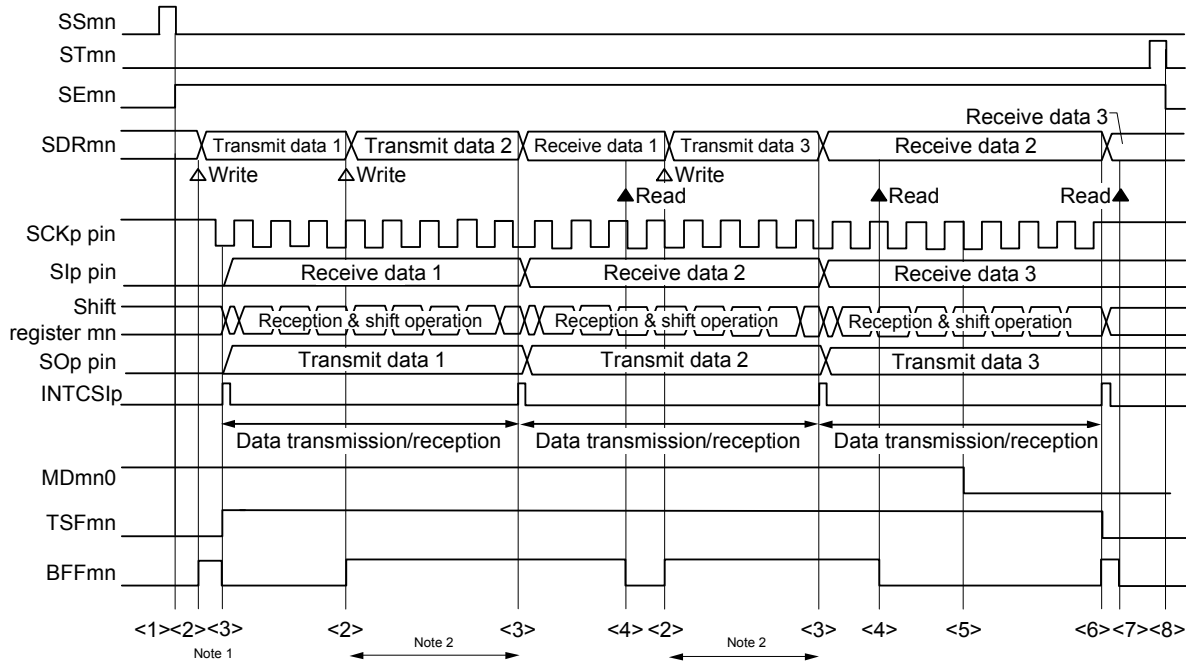 SSmn
STmn
SEmn
Receive data 3
SDRmn Transmit data 1 Transmit data 2 Receive data 1 Transmit data 3 Receive data 2
Write Write Write
Read Read Read
SCKp pin
SIp pin Receive data 1 Receive data 2 Receive data 3
Shift
register mn Reception & shift operation Reception & shift operation Reception & shift operation
SOp pin Transmit data 1 Transmit data 2 Transmit data 3
INTCSIp
Data transmission/reception Data transmission/reception Data transmission/reception
MDmn0
TSFmn
BFFmn
<1> <2> <3> <2> <3> <4> <2> <3> <4> <5> <6> <7> <8>
Note 1 Note 2 Note 2